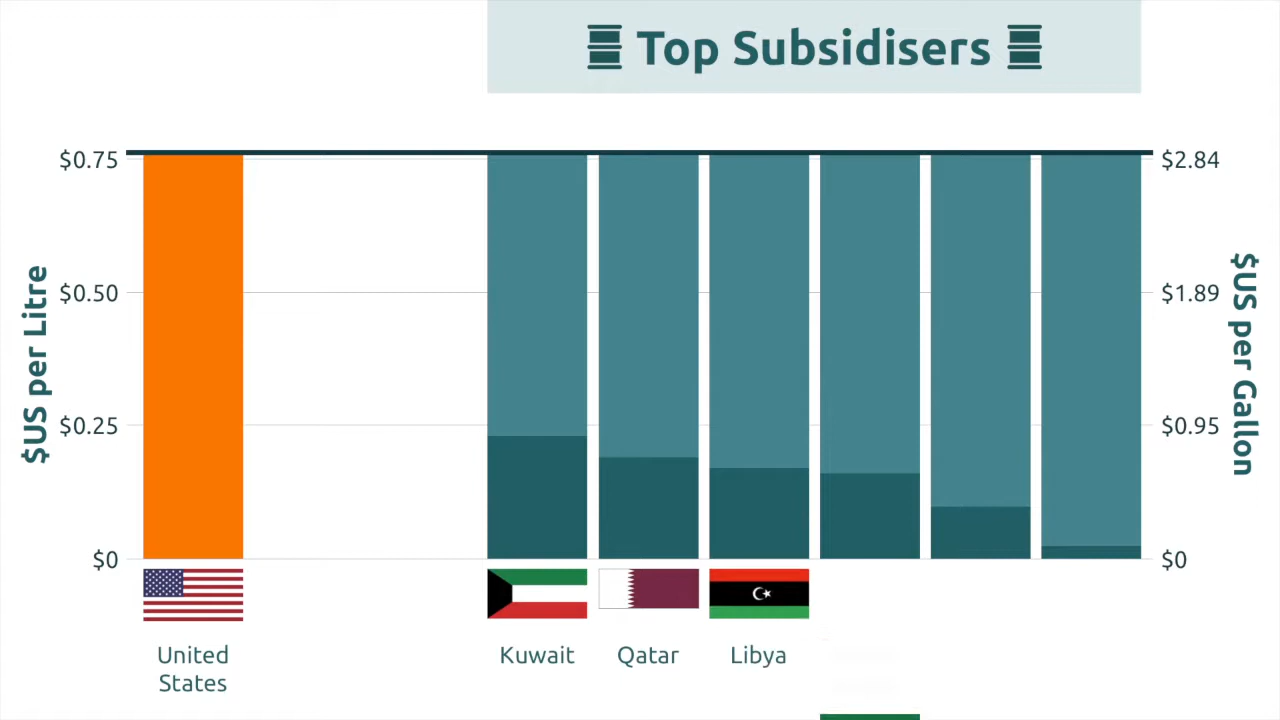 Top Subsidisers
$0.75
$2.84
$0.50
$1.89
$0.25
$0.95
$0
$0
$US per Litre
$US per Gallon
United
States
Kuwait
Qatar
Libya